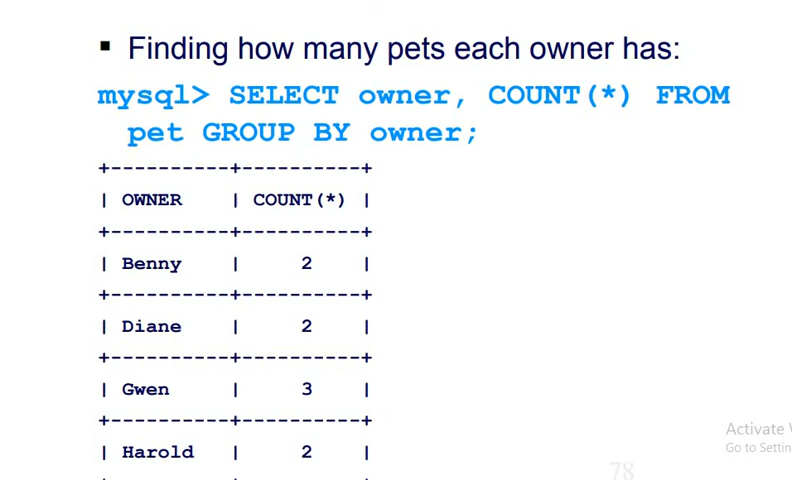 ▪ Finding how many pets each owner has:
mysql> SELECT owner, COUNT(*) FROM
pet GROUP BY owner;
+----------+----------+
| OWNER | COUNT(*) |
+----------+----------+
| Benny | 2 |
+----------+----------+
| Diane | 2 |
+----------+----------+
| Gwen | 3 |
+----------+----------+
| Harold | 2 |
Activate
Go to Settin
78